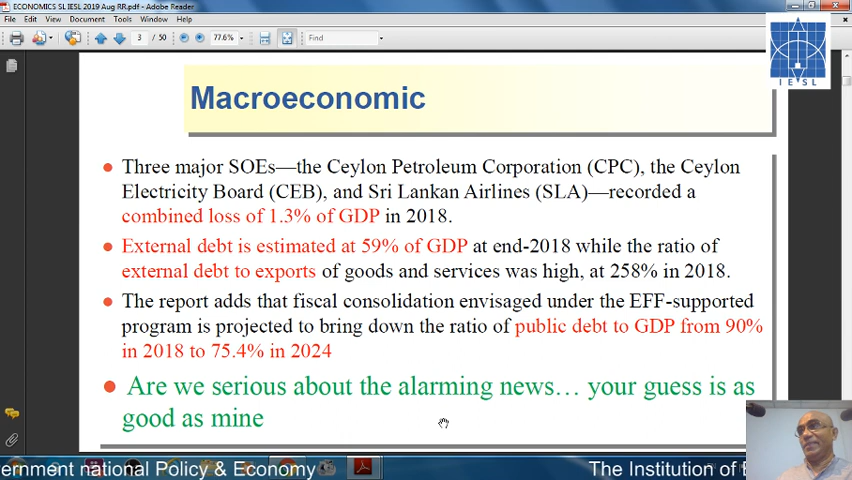 ECONOMICS SL IESL 2019 Aug RR.pdf - Adobe Reader
File Edit View Document Tools Window Help
3 / 50 77.6% Find
IESL
Macroeconomic
• Three major SOEs—the Ceylon Petroleum Corporation (CPC), the Ceylon
Electricity Board (CEB), and Sri Lankan Airlines (SLA)—recorded a
combined loss of 1.3% of GDP in 2018.
• External debt is estimated at 59% of GDP at end-2018 while the ratio of
external debt to exports of goods and services was high, at 258% in 2018.
• The report adds that fiscal consolidation envisaged under the EFF-supported
program is projected to bring down the ratio of public debt to GDP from 90%
in 2018 to 75.4% in 2024
• Are we serious about the alarming news… your guess is as
good as mine
ernment national Policy & Economy The Institution of